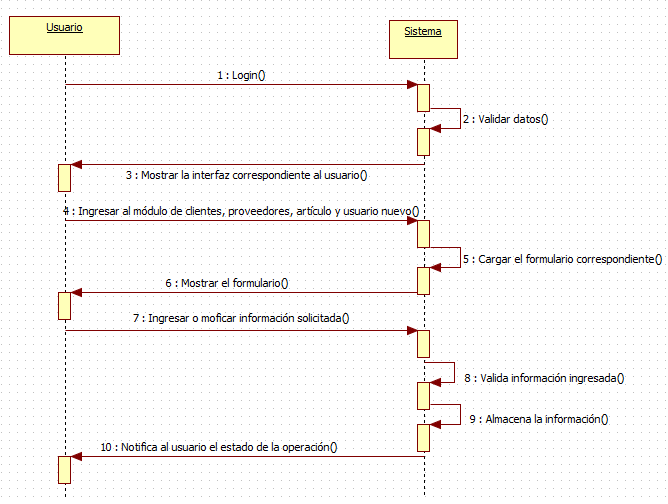 Usuario
Sistema
1 : Login()
2 : Validar datos()
3 : Mostrar la interfaz correspondiente al usuario()
4 : Ingresar al módulo de clientes, proveedores, artículo y usuario nuevo()
5 : Cargar el formulario correspondiente()
6 : Mostrar el formulario()
7 : Ingresar o moficar información solicitada()
8 : Valida información ingresada()
9 : Almacena la información()
10 : Notifica al usuario el estado de la operación()